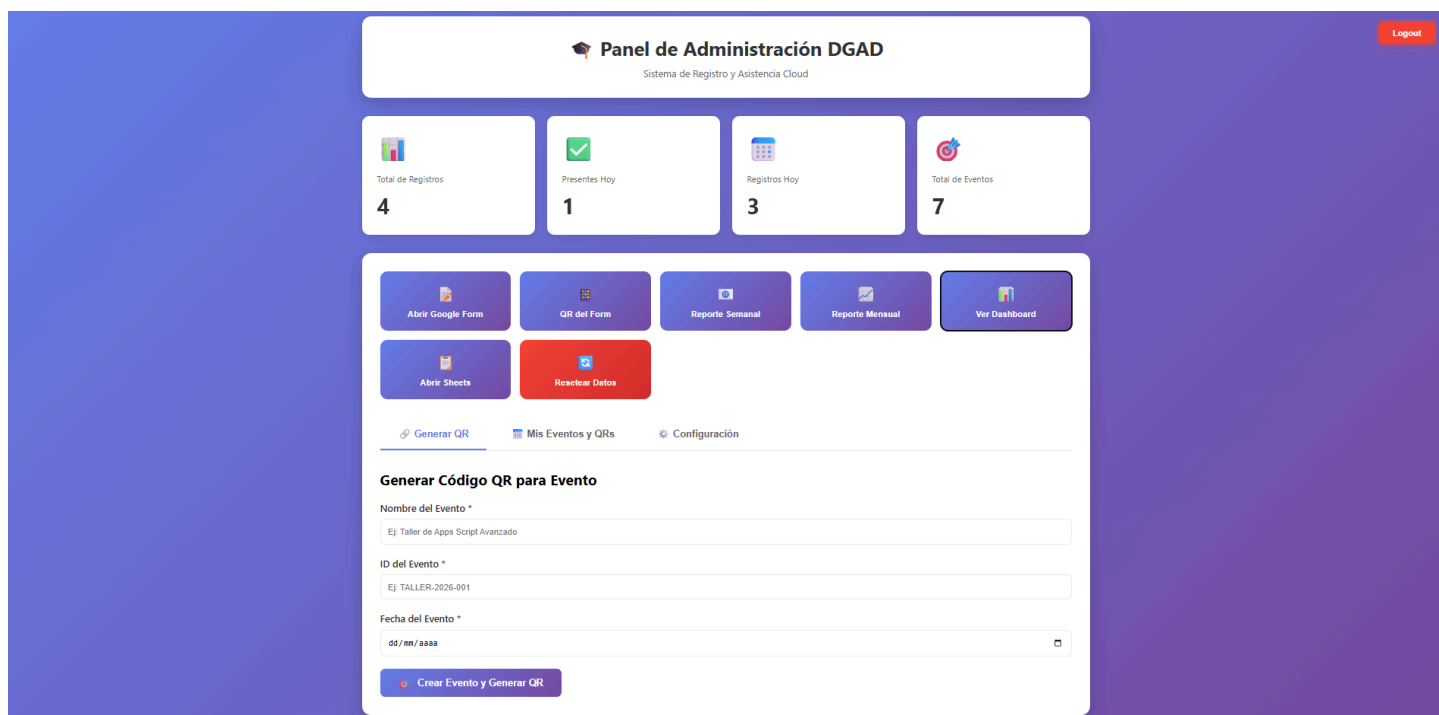 Logout
Panel de Administración DGAD
Sistema de Registro y Asistencia Cloud
Total de Registros
4
Presentes Hoy
1
Registros Hoy
3
Total de Eventos
7
Abrir Google Form
QR del Form
Reporte Semanal
Reporte Mensual
Ver Dashboard
Abrir Sheets
Resetear Datos
Generar QR
Mis Eventos y QRs
Configuración
Generar Código QR para Evento
Nombre del Evento *
Ej: Taller de Apps Script Avanzado
ID del Evento *
Ej: TALLER-2026-001
Fecha del Evento *
dd/mm/aaaa
Crear Evento y Generar QR